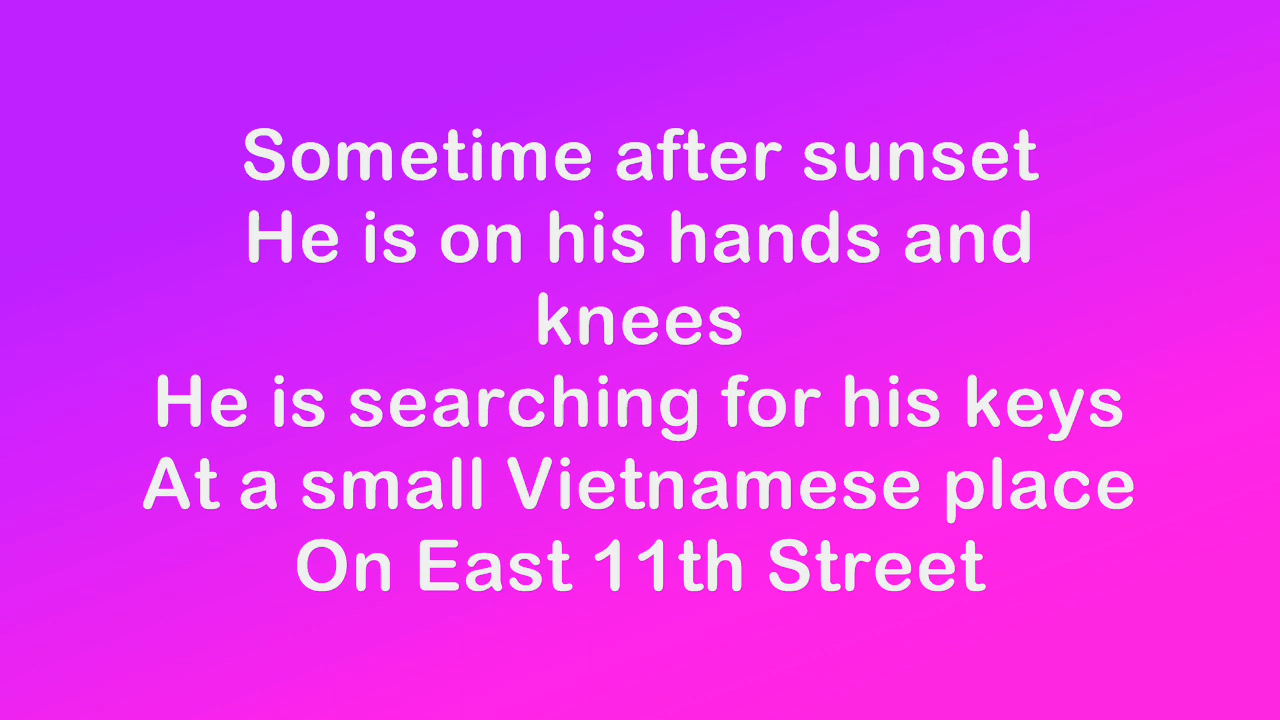 Sometime after sunset
He is on his hands and
knees
He is searching for his keys
At a small Vietnamese place
On East 11th Street